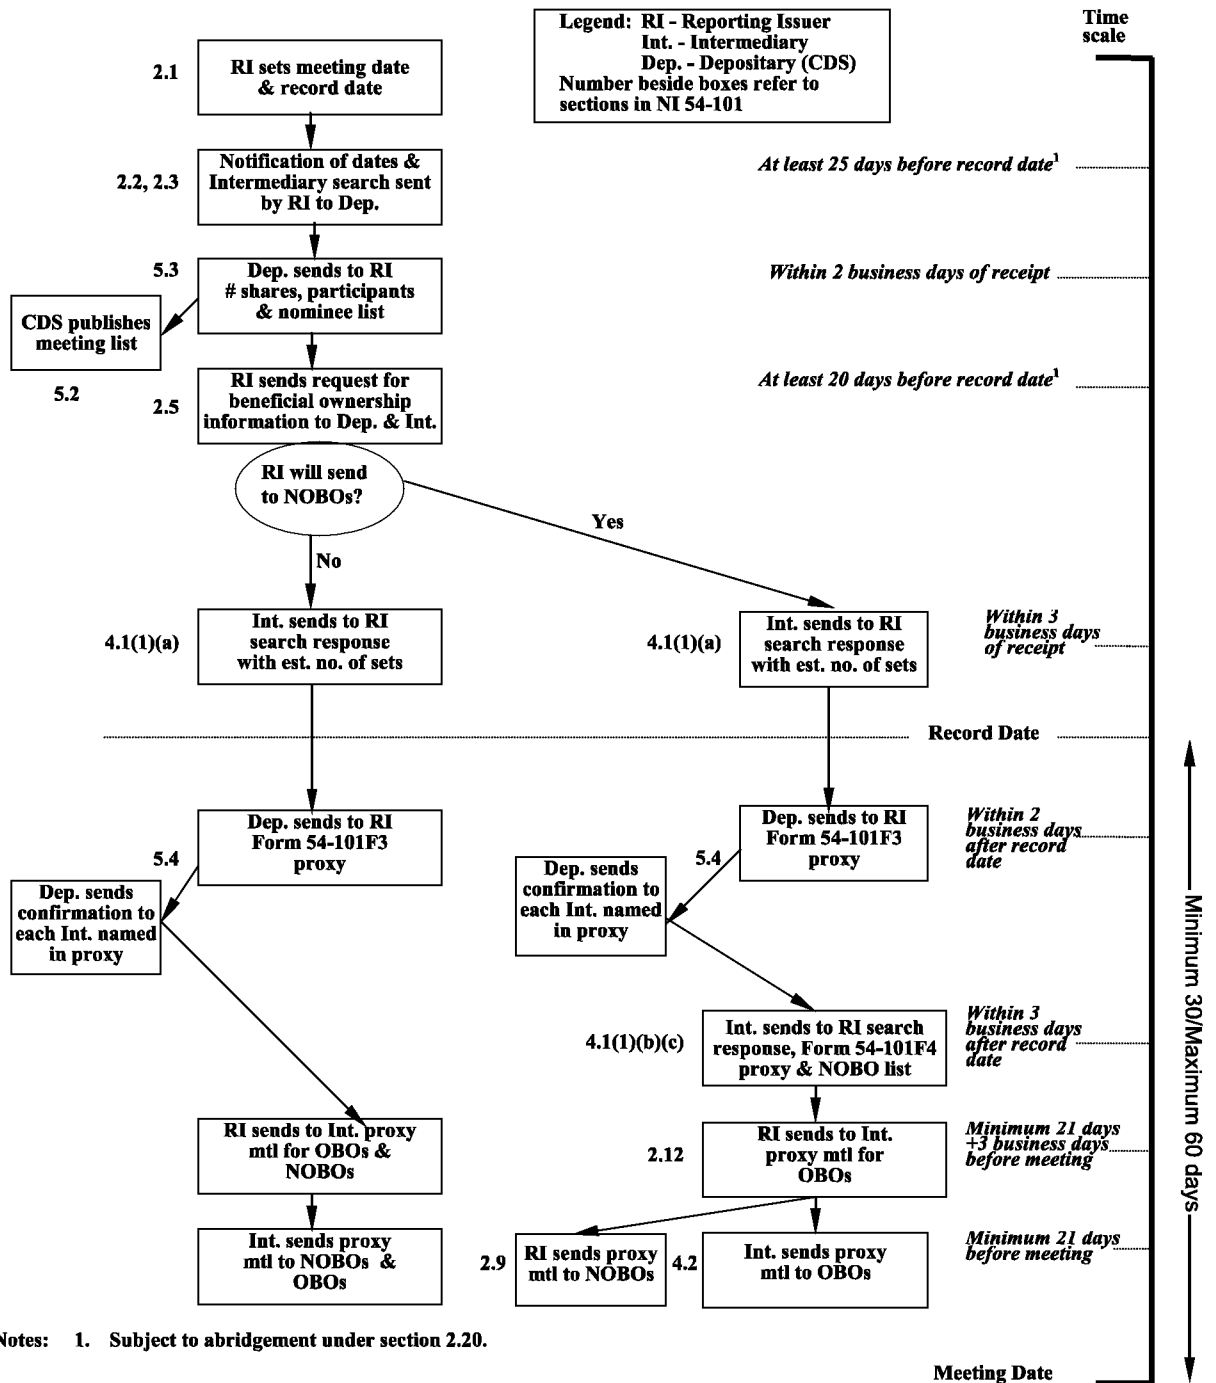 Legend: RI - Reporting Issuer
Int. - Intermediary
Dep. - Depositary (CDS)
Number beside boxes refer to
sections in NI 54-101
Time
scale
2.1
RI sets meeting date
& record date
2.2, 2.3
Notification of dates &
Intermediary search sent
by RI to Dep.
At least 25 days before record date1
5.3
Dep. sends to RI
# shares, participants
& nominee list
Within 2 business days of receipt
CDS publishes
meeting list
5.2
2.5
RI sends request for
beneficial ownership
information to Dep. & Int.
At least 20 days before record date1
RI will send
to NOBOs?
Yes
No
4.1(1)(a)
Int. sends to RI
search response
with est. no. of sets
4.1(1)(a)
Int. sends to RI
search response
with est. no. of sets
Within 3
business days
of receipt
Record Date
Dep. sends to RI
Form 54-101F3
proxy
5.4
Dep. sends
confirmation to
each Int. named
in proxy
Dep. sends to RI
Form 54-101F3
proxy
5.4
Dep. sends
confirmation to
each Int. named
in proxy
Within 2
business days
after record
date
4.1(1)(b)(c)
Int. sends to RI search
response, Form 54-101F4
proxy & NOBO list
Within 3
business days
after record
date
Minimum 30/Maximum 60 days
RI sends to Int. proxy
mtl for OBOs &
NOBOs
2.12
RI sends to Int.
proxy mtl for
OBOs
Minimum 21 days
+3 business days
before meeting
Int. sends proxy
mtl to NOBOs &
OBOs
2.9
RI sends proxy
mtl to NOBOs
4.2
Int. sends proxy
mtl to OBOs
Minimum 21 days
before meeting
Notes: 1. Subject to abridgement under section 2.20.
Meeting Date